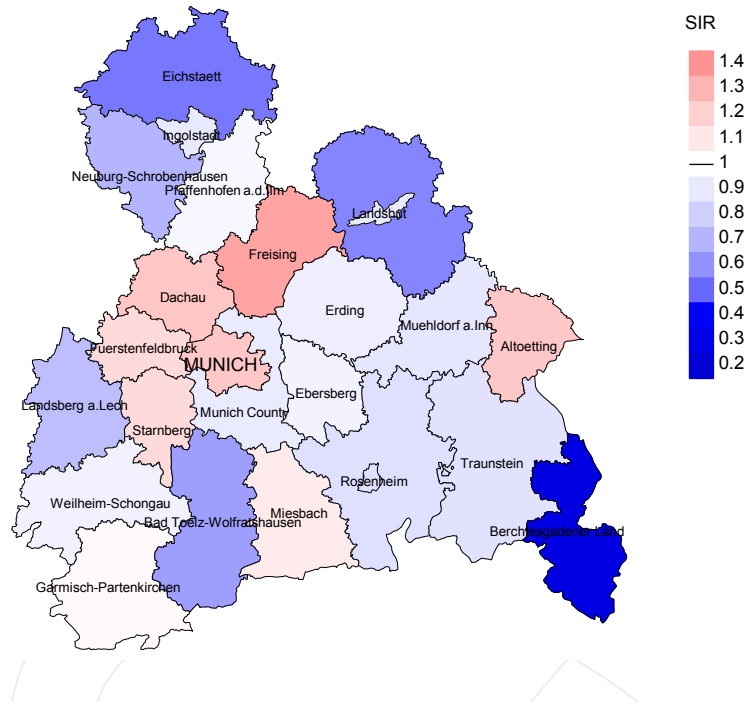 SIR
1.4
1.3
1.2
1.1
1
0.9
0.8
0.7
0.6
0.5
0.4
0.3
0.2
Eichstaett
Ingolstadt
Neuburg-Schrobenhausen
Pfaffenhofen a.d.Ilm
Landshut
Freising
Dachau
Erding
Muehldorf a.Inn
Altoetting
Fuerstenfeldbruck
MUNICH
Ebersberg
Landsberg a.Lech
Munich County
Starnberg
Traunstein
Rosenheim
Weilheim-Schongau
Miesbach
Bad Toelz-Wolfratshausen
Berchtesgadener Land
Garmisch-Partenkirchen